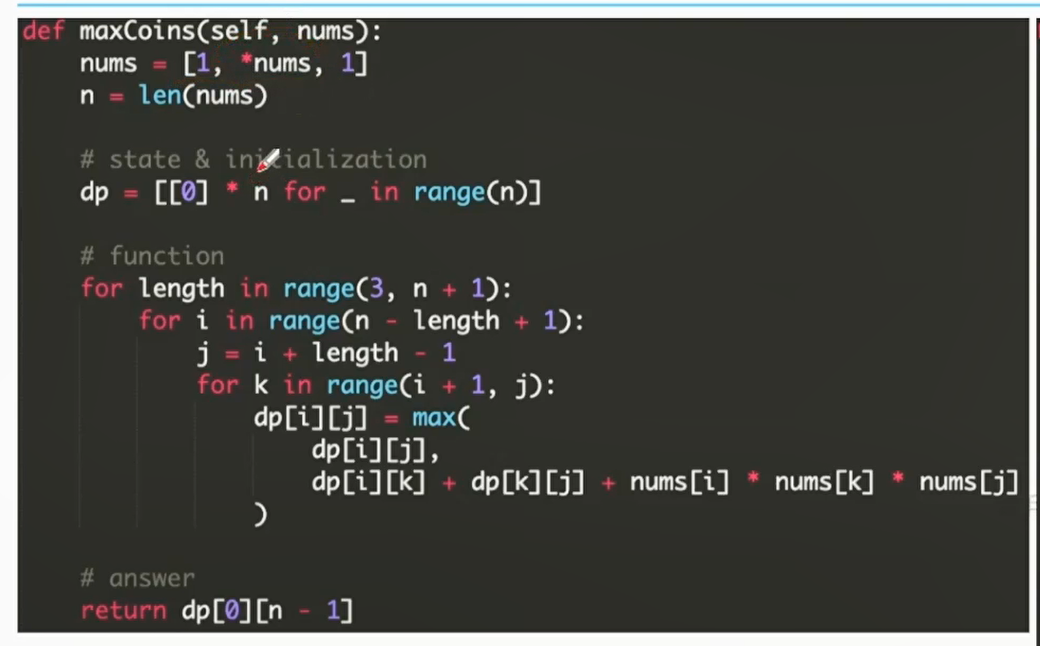 def maxCoins(self, nums):
    nums = [1, *nums, 1]
    n = len(nums)

    # state & initialization
    dp = [[0] * n for _ in range(n)]

    # function
    for length in range(3, n + 1):
        for i in range(n - length + 1):
            j = i + length - 1
            for k in range(i + 1, j):
                dp[i][j] = max(
                    dp[i][j],
                    dp[i][k] + dp[k][j] + nums[i] * nums[k] * nums[j]
                )

    # answer
    return dp[0][n - 1]